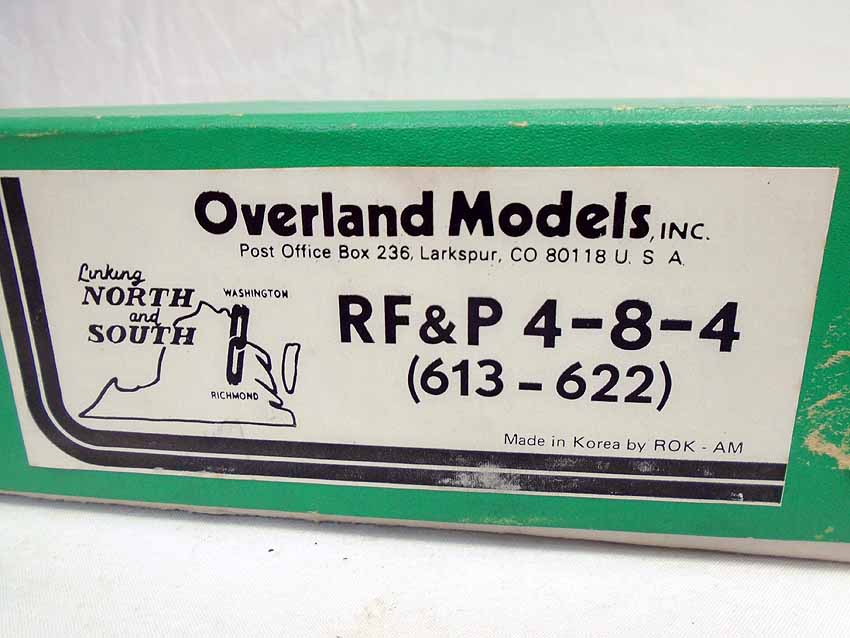 Overland Models, INC.
Post Office Box 236, Larkspur, CO 80118 U. S A.
Linking
NORTH
and
SOUTH
WASHINGTON
RICHMOND
RF&P 4-8-4
(613-622)
Made in Korea by ROK-AM